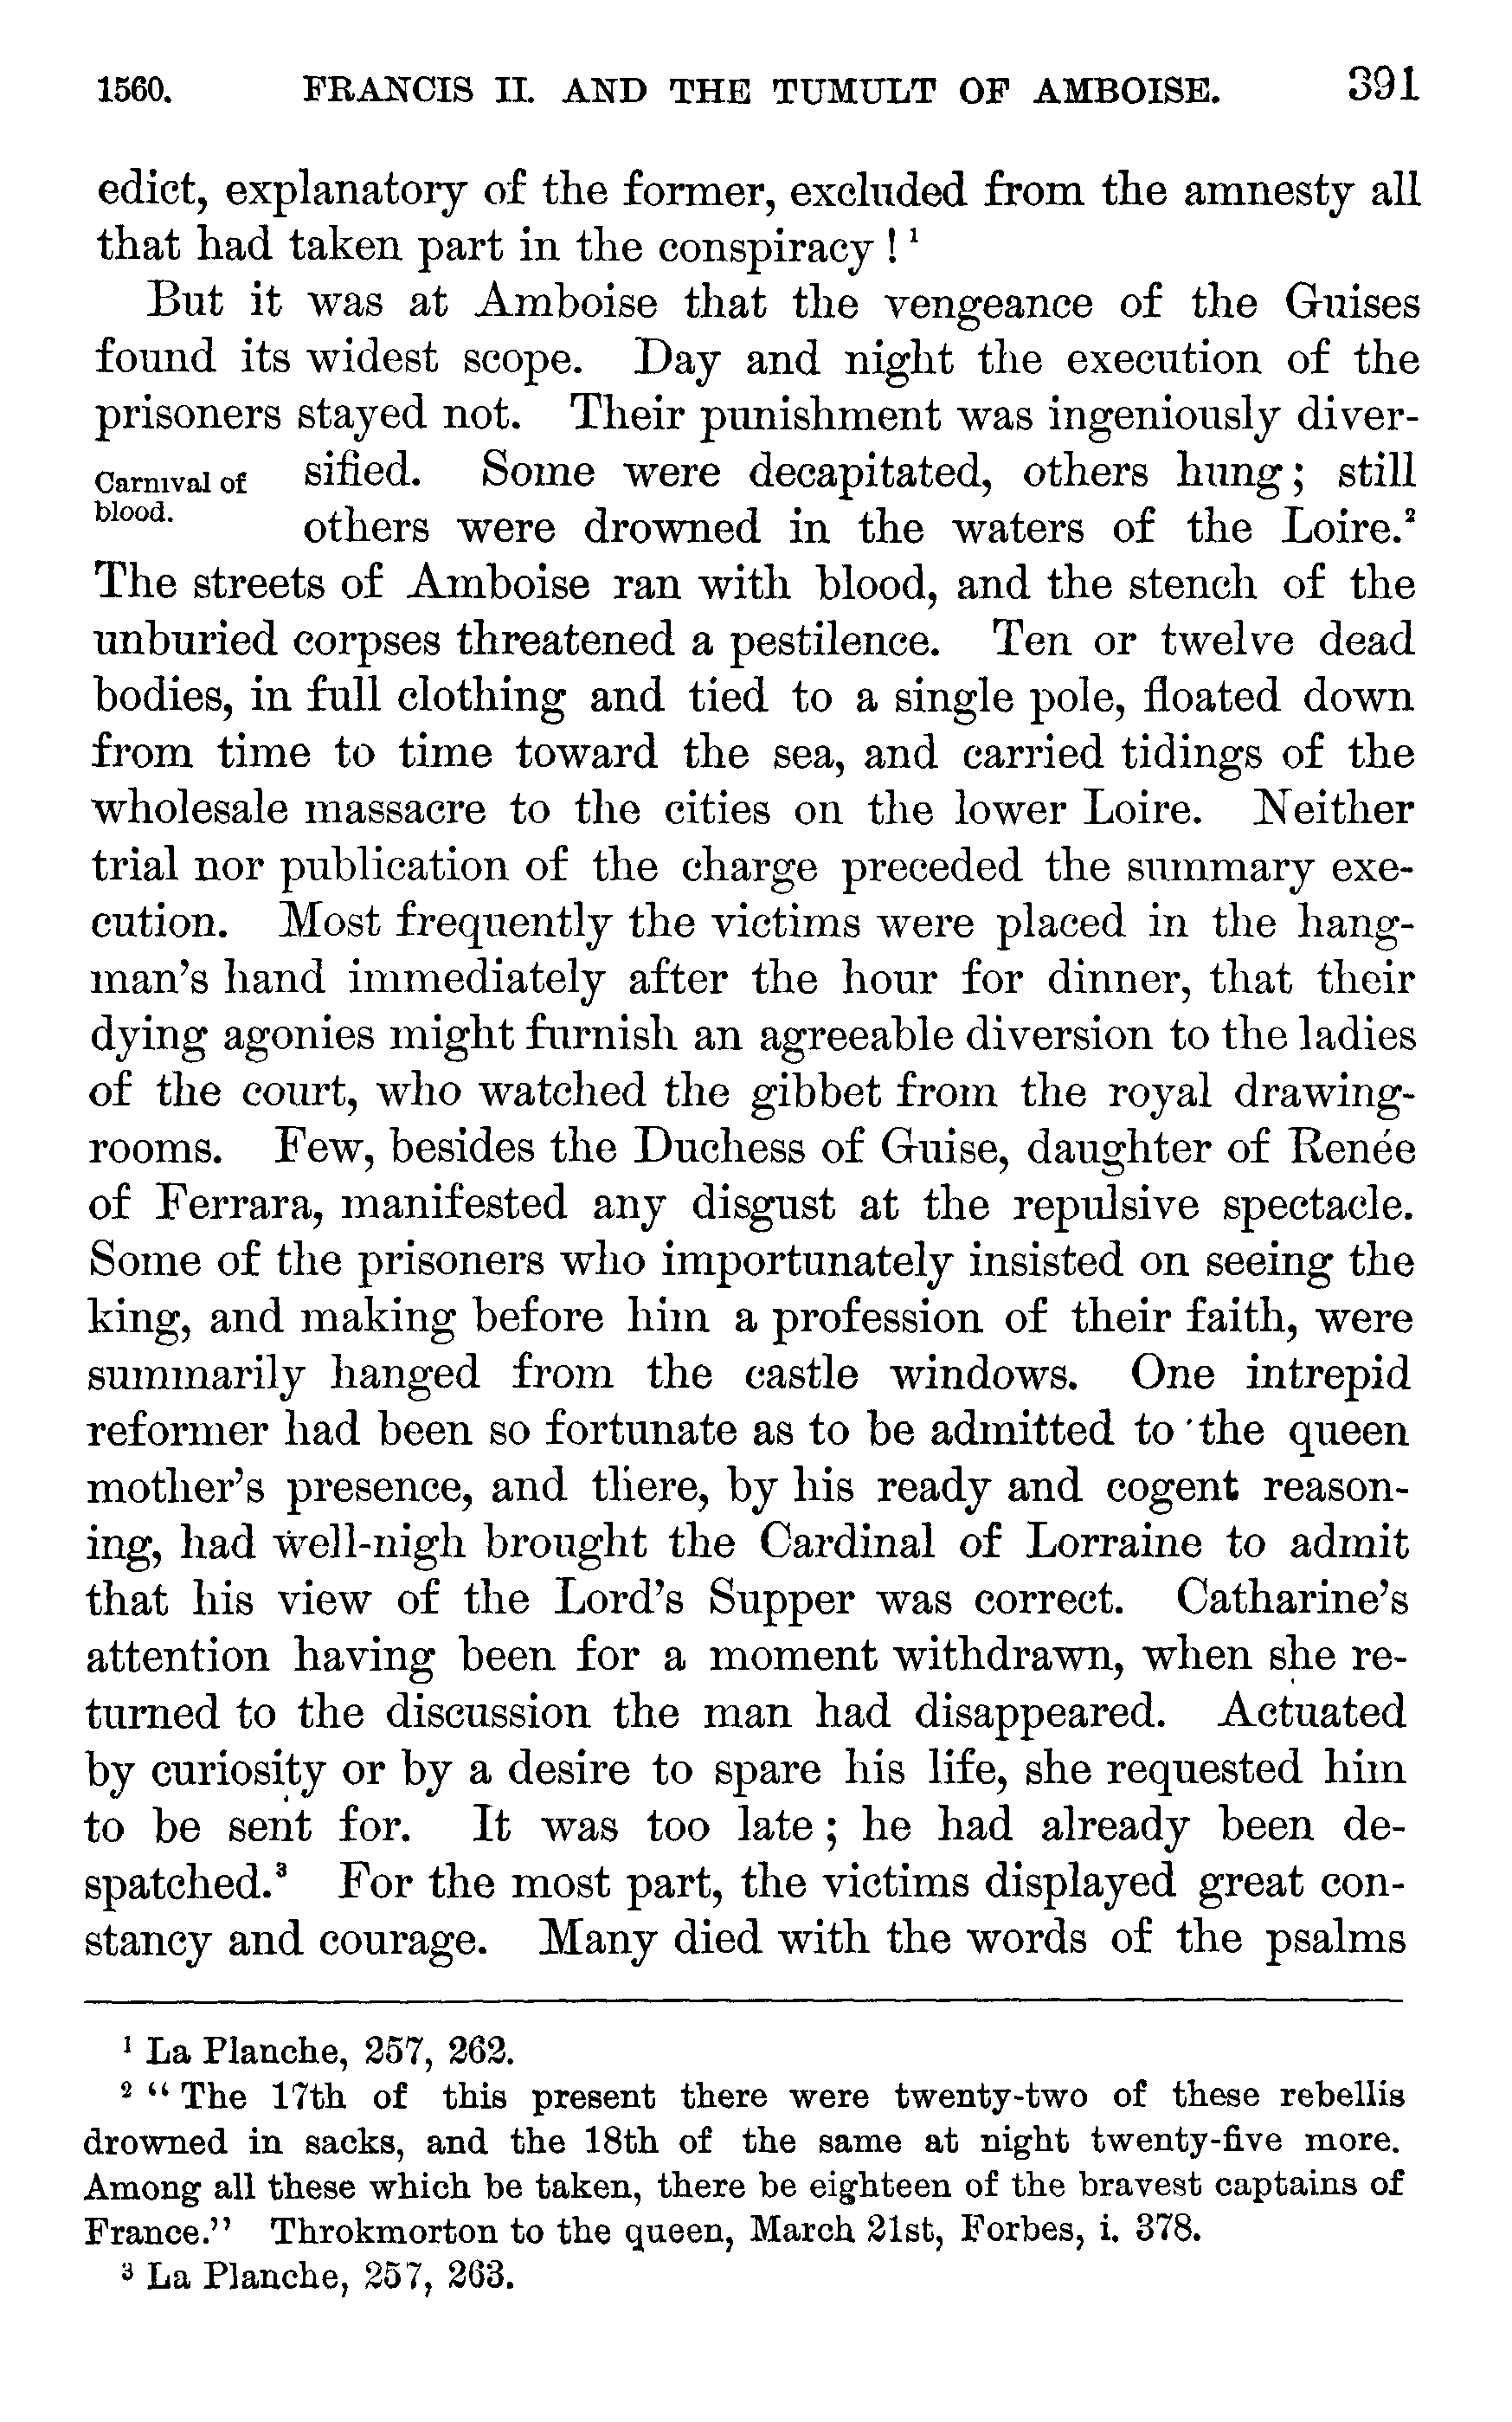 1560. FRANCIS II. AND THE TUMULT OF AMBOISE. 391
edict, explanatory of the former, excluded from the amnesty all
that had taken part in the conspiracy ! ¹
But it was at Amboise that the vengeance of the Guises
found its widest scope. Day and night the execution of the
prisoners stayed not. Their punishment was ingeniously diver-
Carnival of
blood.
sified. Some were decapitated, others hung; still
others were drowned in the waters of the Loire.²
The streets of Amboise ran with blood, and the stench of the
unburied corpses threatened a pestilence. Ten or twelve dead
bodies, in full clothing and tied to a single pole, floated down
from time to time toward the sea, and carried tidings of the
wholesale massacre to the cities on the lower Loire. Neither
trial nor publication of the charge preceded the summary exe-
cution. Most frequently the victims were placed in the hang-
man's hand immediately after the hour for dinner, that their
dying agonies might furnish an agreeable diversion to the ladies
of the court, who watched the gibbet from the royal drawing-
rooms. Few, besides the Duchess of Guise, daughter of Renée
of Ferrara, manifested any disgust at the repulsive spectacle.
Some of the prisoners who importunately insisted on seeing the
king, and making before him a profession of their faith, were
summarily hanged from the castle windows. One intrepid
reformer had been so fortunate as to be admitted to the queen
mother's presence, and there, by his ready and cogent reason-
ing, had well-nigh brought the Cardinal of Lorraine to admit
that his view of the Lord's Supper was correct. Catharine's
attention having been for a moment withdrawn, when she re-
turned to the discussion the man had disappeared. Actuated
by curiosity or by a desire to spare his life, she requested him
to be sent for. It was too late; he had already been de-
spatched.³ For the most part, the victims displayed great con-
stancy and courage. Many died with the words of the psalms
¹ La Planche, 257, 262.
² "The 17th of this present there were twenty-two of these rebellis
drowned in sacks, and the 18th of the same at night twenty-five more.
Among all these which be taken, there be eighteen of the bravest captains of
France." Throkmorton to the queen, March 21st, Forbes, i. 378.
³ La Planche, 257, 263.